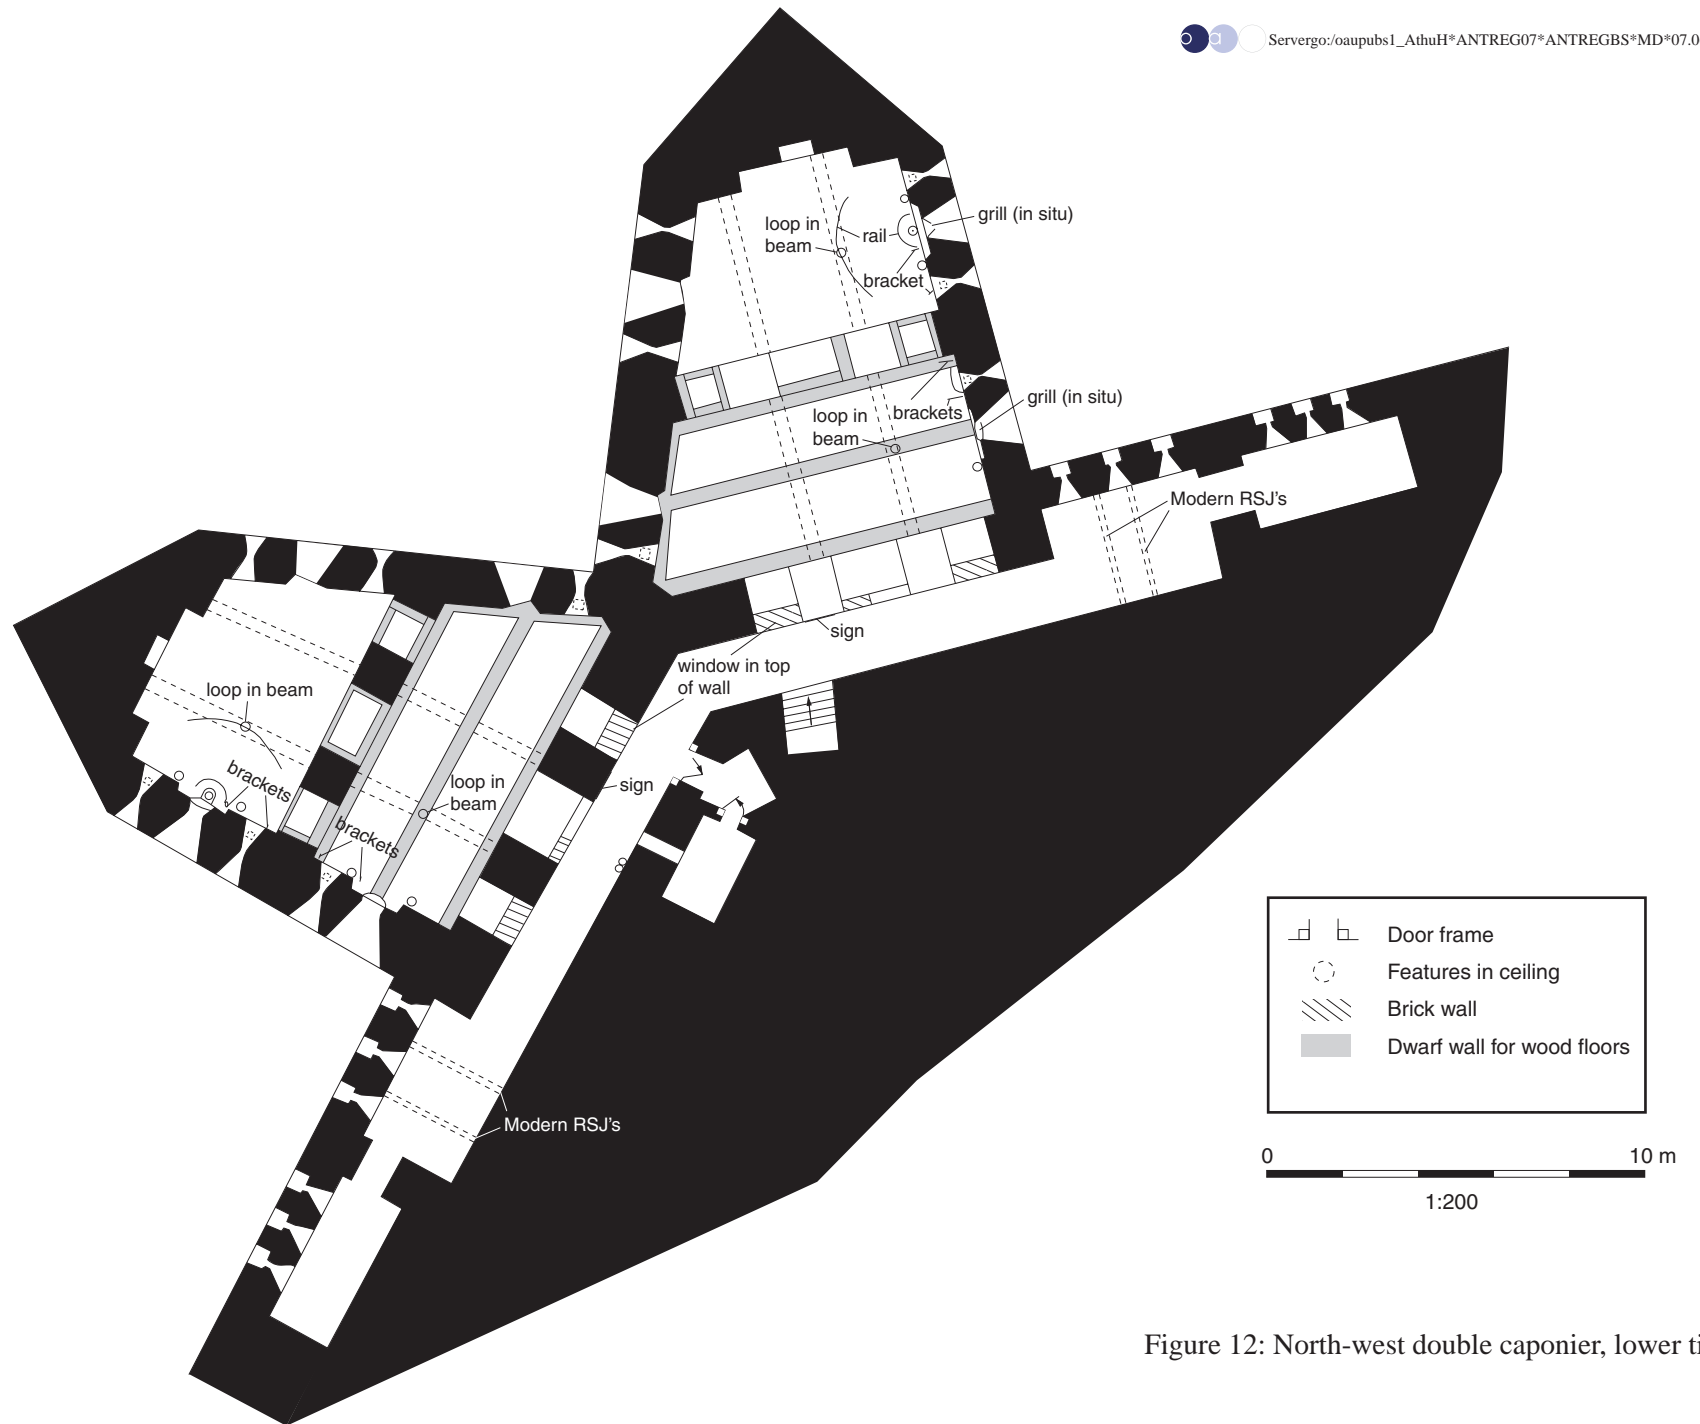 oa Servergo:/oaupubs1_AthuH*ANTREG07*ANTREGBS*MD*07.0
grill (in situ)
loop in
beam
rail
bracket
grill (in situ)
brackets
loop in
beam
Modern RSJ's
sign
window in top
of wall
loop in beam
brackets
loop in
beam
sign
brackets
Door frame
Features in ceiling
Brick wall
Dwarf wall for wood floors
Modern RSJ's
0 10 m
1:200
Figure 12: North-west double caponier, lower